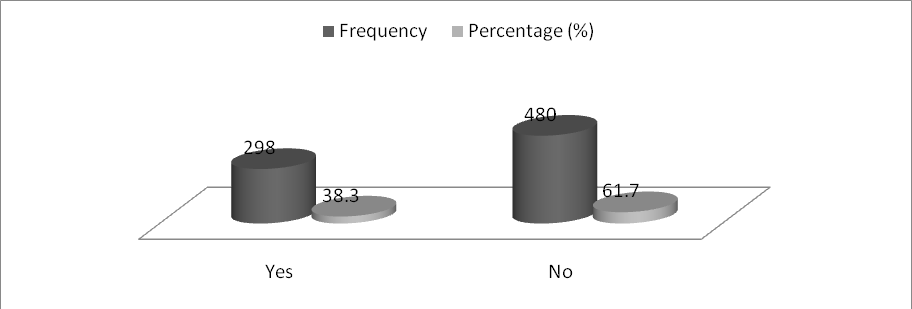 Frequency Percentage (%)
480
298
61.7
38.3
Yes No